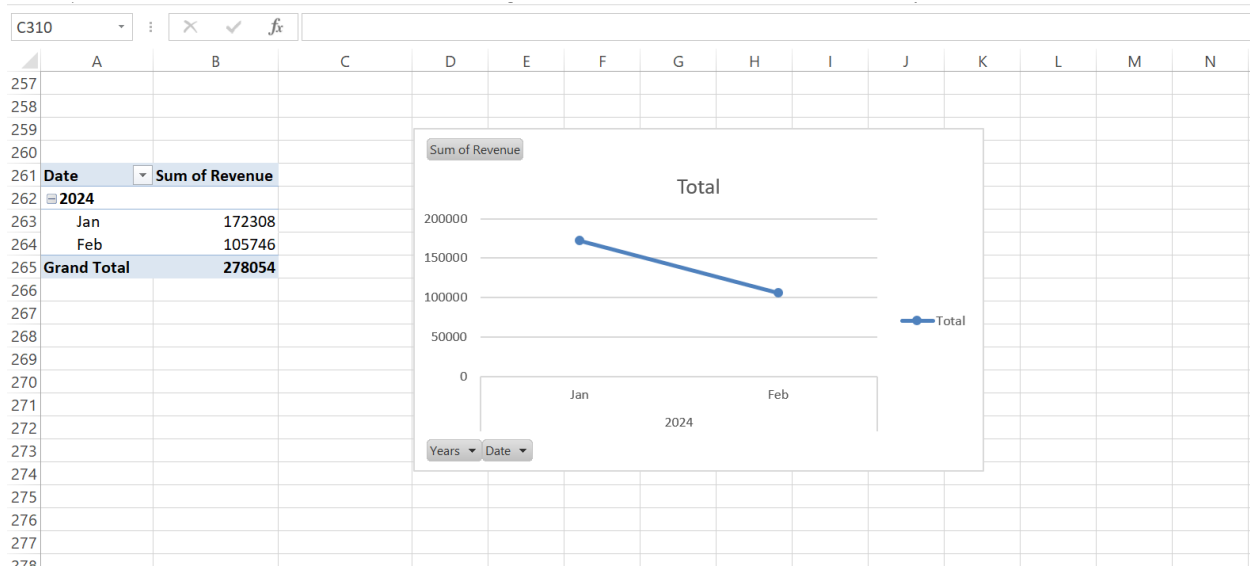 C310 fx
A B C D E F G H I J K L M N
257
258
259
260
261 Date Sum of Revenue
262 2024
263 Jan 172308
264 Feb 105746
265 Grand Total 278054
266
267
268
269
270
271
272
273
274
275
276
277
278
Sum of Revenue
Total
200000
150000
100000
50000
0
Jan Feb
2024
Total
Years Date